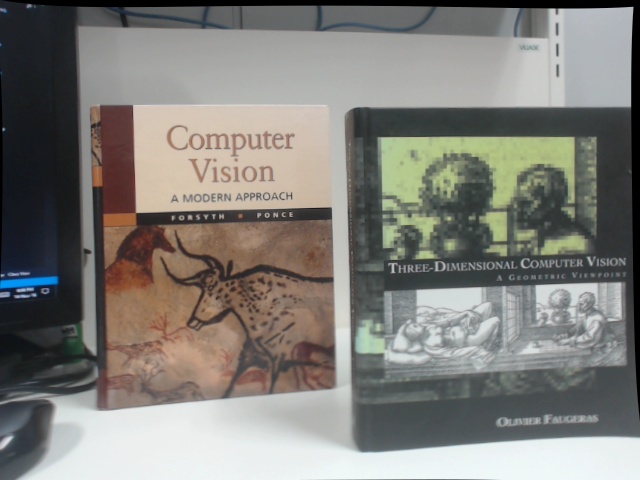 Computer
Vision
A MODERN APPROACH
FORSYTH ▪ PONCE
THREE-DIMENSIONAL COMPUTER VISION
A GEOMETRIC VIEWPOINT
OLIVIER FAUGERAS